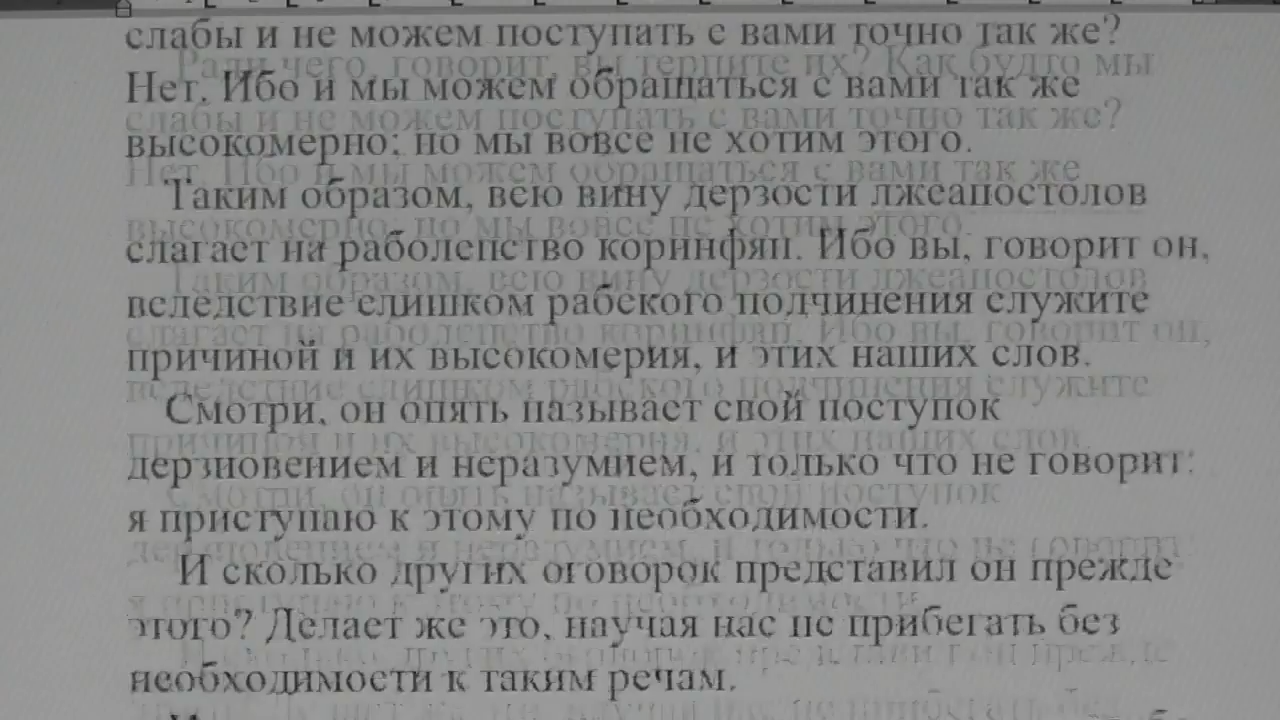 слабы и не можем поступать с вами точно так же?
Нет. Ибо и мы можем обращаться с вами так же
высокомерно; но мы вовсе не хотим этого.
Таким образом, всю вину дерзости лжеапостолов
слагает на раболепство коринфян. Ибо вы, говорит он,
вследствие слишком рабского подчинения служите
причиной и их высокомерия, и этих наших слов.
Смотри, он опять называет свой поступок
дерзновением и неразумием, и только что не говорит:
я приступаю к этому по необходимости.
И сколько других оговорок представил он прежде
этого? Делает же это, научая нас не прибегать без
необходимости к таким речам.